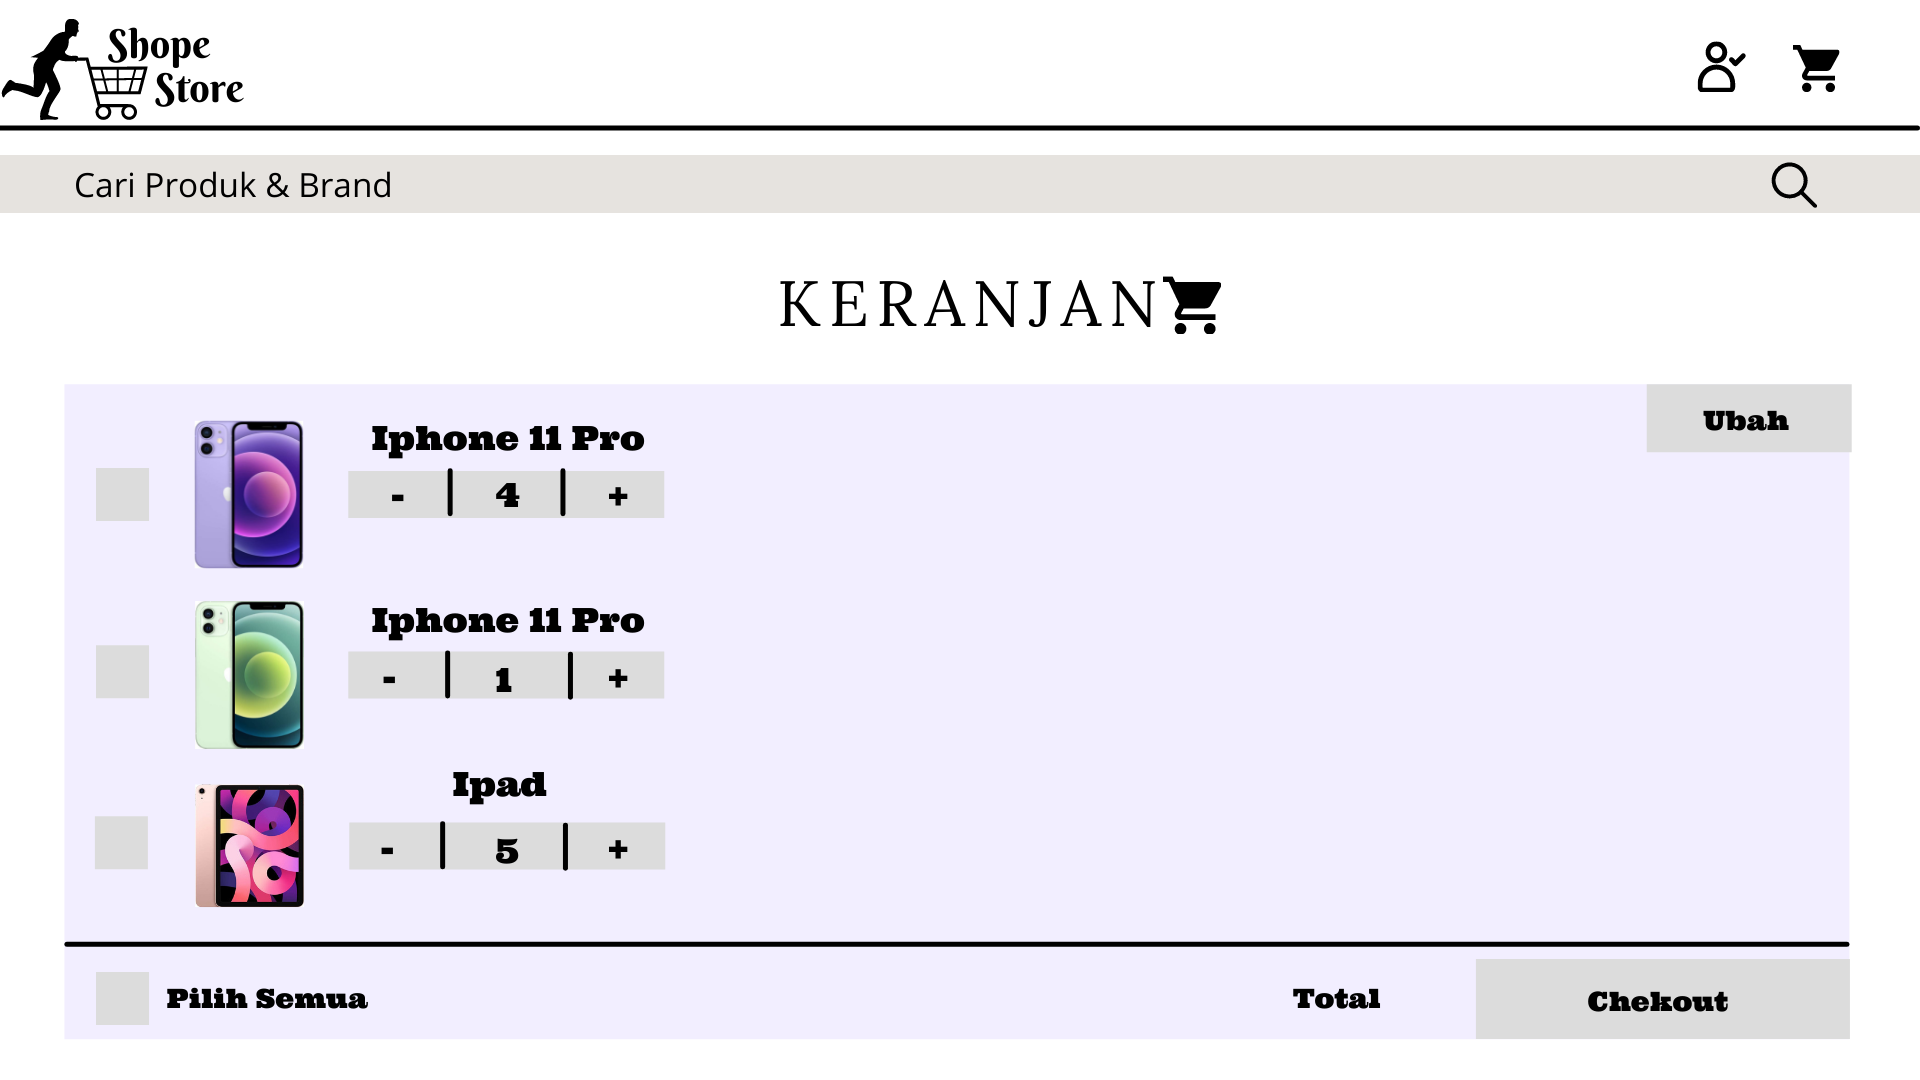 Shope
Store
Cari Produk & Brand
KERANJAN
Ubah
Iphone 11 Pro
- 4 +
Iphone 11 Pro
- 1 +
Ipad
- 5 +
Pilih Semua
Total
Chekout